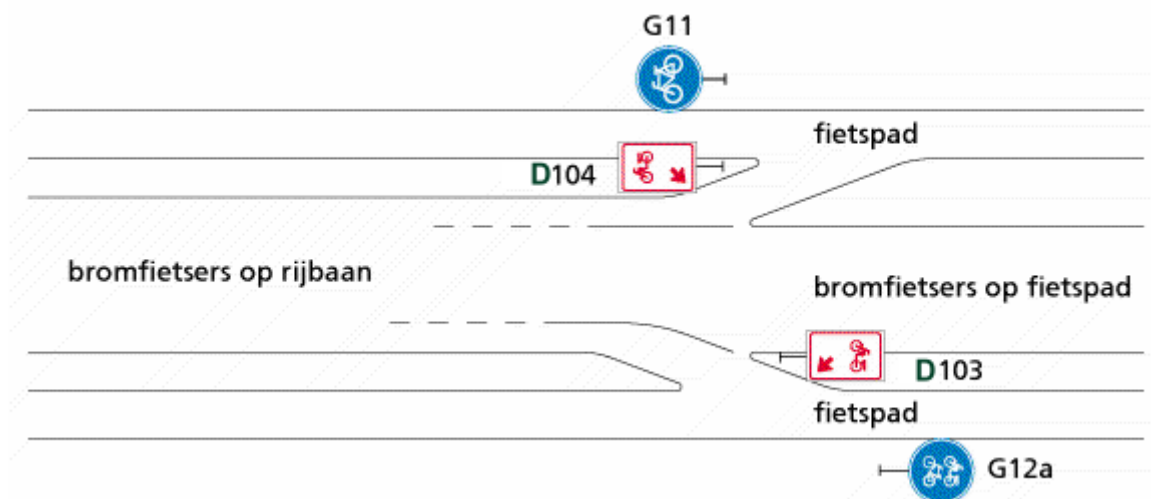 G11
fietspad
D104
bromfietsers op rijbaan
bromfietsers op fietspad
D103
fietspad
G12a